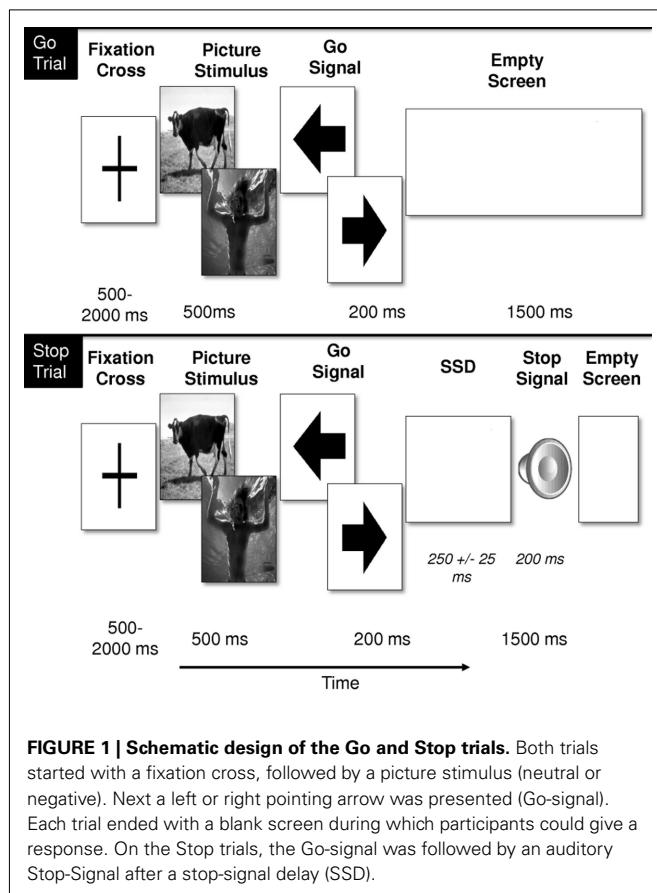 Go
Trial
Fixation
Cross
Picture
Stimulus
Go
Signal
Empty
Screen
500-
2000 ms
500ms
200 ms
1500 ms
Stop
Trial
Fixation
Cross
Picture
Stimulus
Go
Signal
SSD
Stop
Signal
Empty
Screen
250 +/- 25
ms
200 ms
500-
2000 ms
500 ms
200 ms
1500 ms
Time
FIGURE 1 | Schematic design of the Go and Stop trials. Both trials
started with a fixation cross, followed by a picture stimulus (neutral or
negative). Next a left or right pointing arrow was presented (Go-signal).
Each trial ended with a blank screen during which participants could give a
response. On the Stop trials, the Go-signal was followed by an auditory
Stop-Signal after a stop-signal delay (SSD).